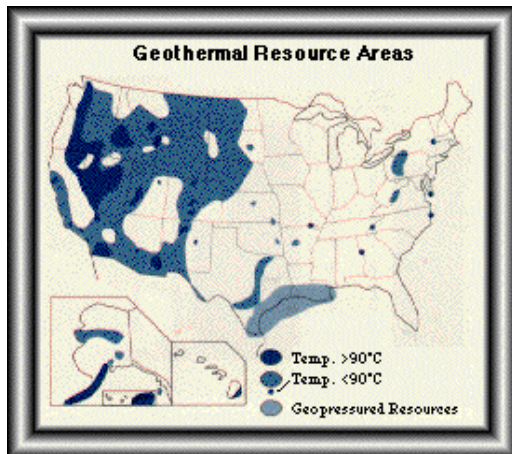 Geothermal Resource Areas
Temp. >90°C
Temp. <90°C
Geopressured Resources